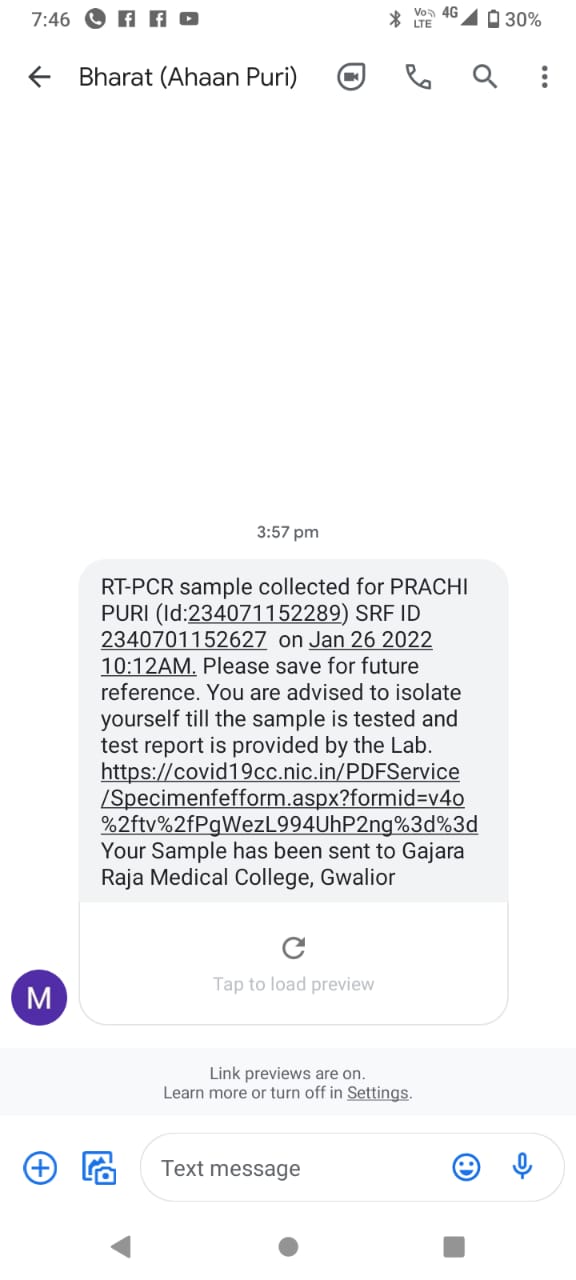 7:46
Vo
LTE
4G
30%
Bharat (Ahaan Puri)
3:57 pm
RT-PCR sample collected for PRACHI
PURI (Id:234071152289) SRF ID
2340701152627 on Jan 26 2022
10:12AM. Please save for future
reference. You are advised to isolate
yourself till the sample is tested and
test report is provided by the Lab.
https://covid19cc.nic.in/PDFService
/Specimenfefform.aspx?formid=v4o
%2ftv%2fPgWezL994UhP2ng%3d%3d
Your Sample has been sent to Gajara
Raja Medical College, Gwalior
Tap to load preview
M
Link previews are on.
Learn more or turn off in Settings.
Text message